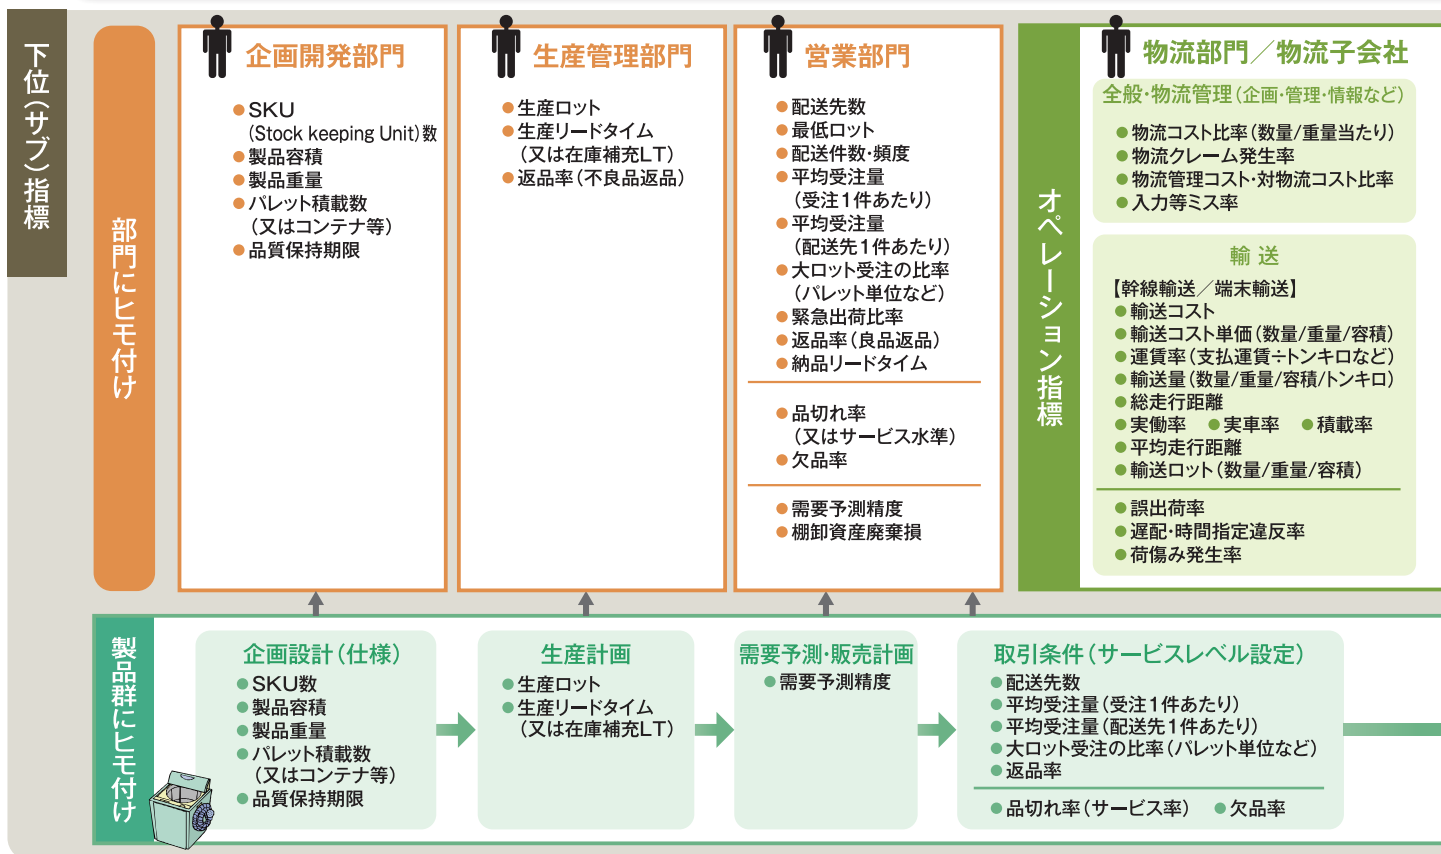 下位（サブ）指標
部門にヒモ付け
企画開発部門
●SKU
（Stock keeping Unit）数
●製品容積
●製品重量
●パレット積載数
（又はコンテナ等）
●品質保持期限
生産管理部門
●生産ロット
●生産リードタイム
（又は在庫補充LT）
●返品率（不良品返品）
営業部門
●配送先数
●最低ロット
●配送件数・頻度
●平均受注量
（受注1件あたり）
●平均受注量
（配送先1件あたり）
●大ロット受注の比率
（パレット単位など）
●緊急出荷比率
●返品率（良品返品）
●納品リードタイム
●品切れ率
（又はサービス水準）
●欠品率
●需要予測精度
●棚卸資産廃棄損
オペレーション指標
物流部門／物流子会社
全般・物流管理（企画・管理・情報など）
●物流コスト比率（数量/重量当たり）
●物流クレーム発生率
●物流管理コスト・対物流コスト比率
●入力等ミス率
輸送
【幹線輸送／端末輸送】
●輸送コスト
●輸送コスト単価（数量/重量/容積）
●運賃率（支払運賃÷トンキロなど）
●輸送量（数量/重量/容積/トンキロ）
●総走行距離
●実働率 ●実車率 ●積載率
●平均走行距離
●輸送ロット（数量/重量/容積）
●誤出荷率
●遅配・時間指定違反率
●荷傷み発生率
製品群にヒモ付け
企画設計（仕様）
●SKU数
●製品容積
●製品重量
●パレット積載数
（又はコンテナ等）
●品質保持期限
生産計画
●生産ロット
●生産リードタイム
（又は在庫補充LT）
需要予測・販売計画
●需要予測精度
取引条件（サービスレベル設定）
●配送先数
●平均受注量（受注1件あたり）
●平均受注量（配送先1件あたり）
●大ロット受注の比率（パレット単位など）
●返品率
●品切れ率（サービス率） ●欠品率